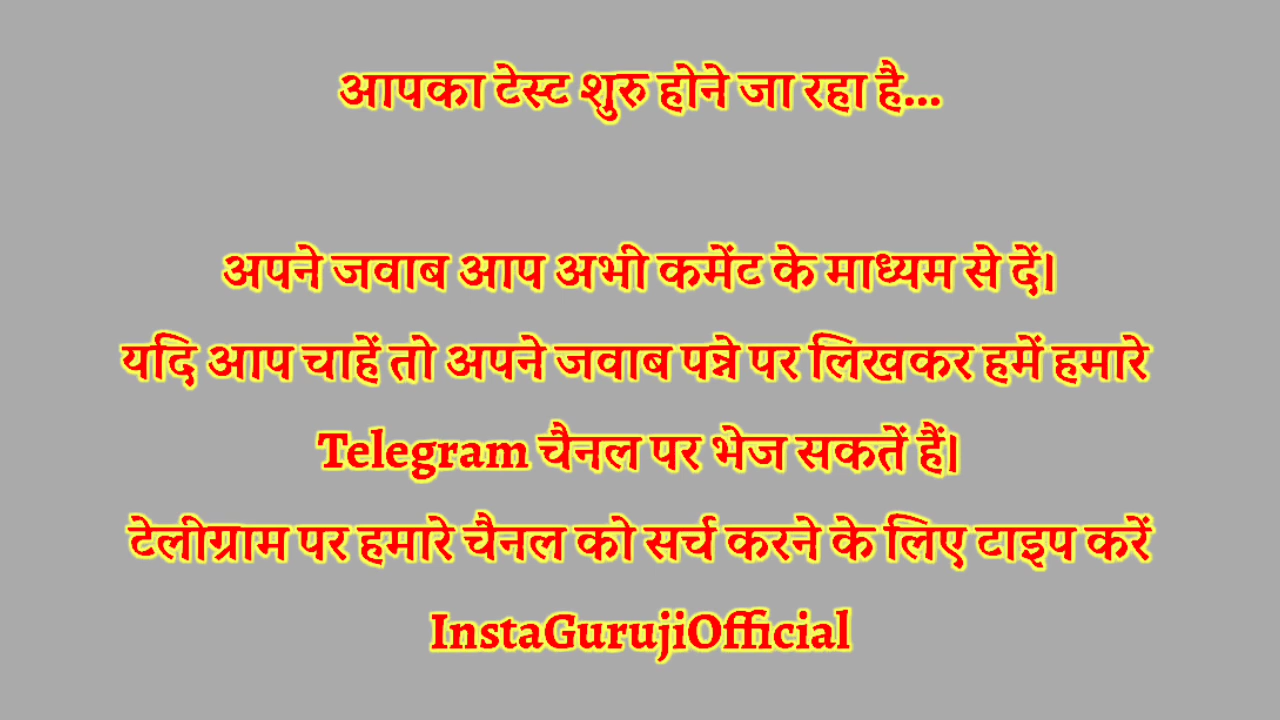 आपका टेस्ट शुरु होने जा रहा है...
अपने जवाब आप अभी कमेंट के माध्यम से दें।
यदि आप चाहें तो अपने जवाब पन्ने पर लिखकर हमें हमारे
Telegram चैनल पर भेज सकतें हैं।
टेलीग्राम पर हमारे चैनल को सर्च करने के लिए टाइप करें
InstaGurujiOfficial